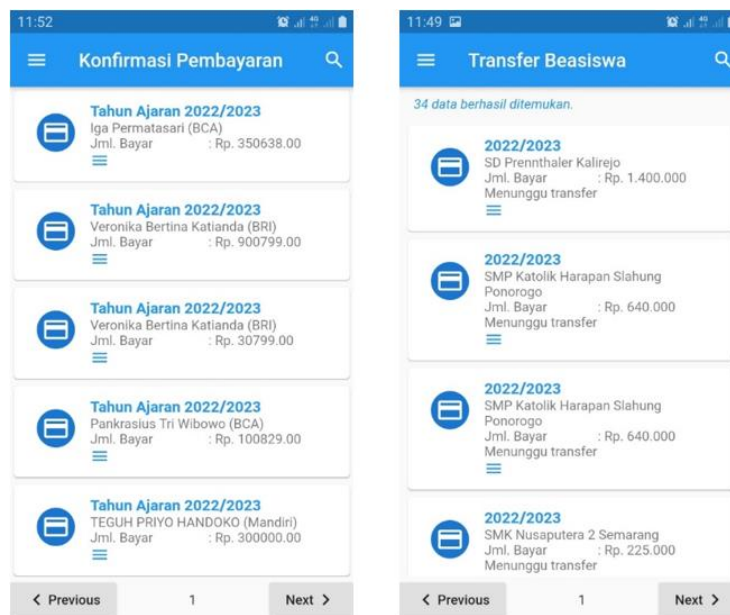 11:52
Konfirmasi Pembayaran
Tahun Ajaran 2022/2023
Iga Permatasari (BCA)
Jml. Bayar : Rp. 350638.00
Tahun Ajaran 2022/2023
Veronika Bertina Katianda (BRI)
Jml. Bayar : Rp. 900799.00
Tahun Ajaran 2022/2023
Veronika Bertina Katianda (BRI)
Jml. Bayar : Rp. 30799.00
Tahun Ajaran 2022/2023
Pankrasius Tri Wibowo (BCA)
Jml. Bayar : Rp. 100829.00
Tahun Ajaran 2022/2023
TEGUH PRIYO HANDOKO (Mandiri)
Jml. Bayar : Rp. 300000.00
Previous 1 Next
11:49
Transfer Beasiswa
34 data berhasil ditemukan.
2022/2023
SD Prennthaler Kalirejo
Jml. Bayar : Rp. 1.400.000
Menunggu transfer
2022/2023
SMP Katolik Harapan Slahung
Ponorogo
Jml. Bayar : Rp. 640.000
Menunggu transfer
2022/2023
SMP Katolik Harapan Slahung
Ponorogo
Jml. Bayar : Rp. 640.000
Menunggu transfer
2022/2023
SMK Nusaputera 2 Semarang
Jml. Bayar : Rp. 225.000
Menunggu transfer
Previous 1 Next